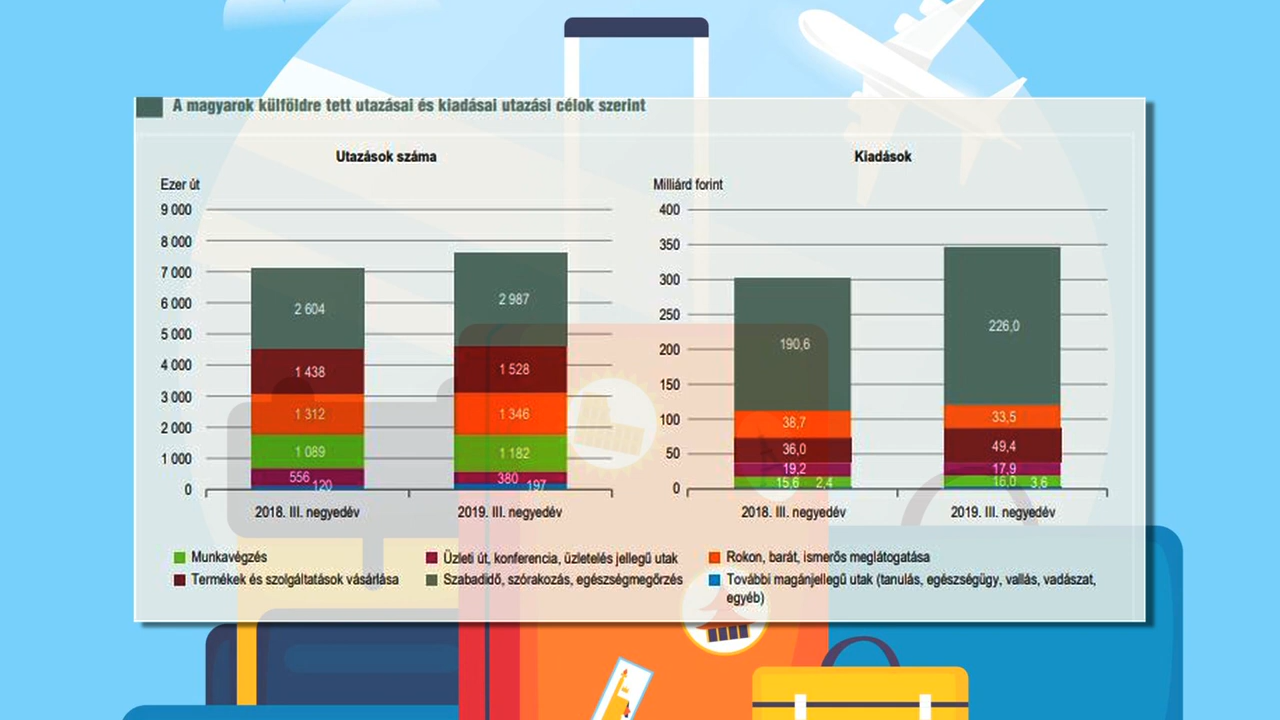 A magyarok külföldre tett utazásai és kiadásai utazási célok szerint
Utazások száma
Ezer út
9 000
8 000
7 000
6 000
5 000
4 000
3 000
2 000
1 000
0
2 604
1 438
1 312
1 089
556
120
2 987
1 528
1 346
1 182
380
197
2018. III. negyedév
2019. III. negyedév
Kiadások
Milliárd forint
400
350
300
250
200
150
100
50
0
190,6
38,7
36,0
19,2
15,6 2,4
226,0
33,5
49,4
17,9
16,0 3,6
2018. III. negyedév
2019. III. negyedév
Munkavégzés
Üzleti út, konferencia, üzletelés jellegű utak
Rokon, barát, ismerős meglátogatása
Termékek és szolgáltatások vásárlása
Szabadidő, szórakozás, egészségmegőrzés
További magánjellegű utak (tanulás, egészségügy, vallás, vadászat,
egyéb)